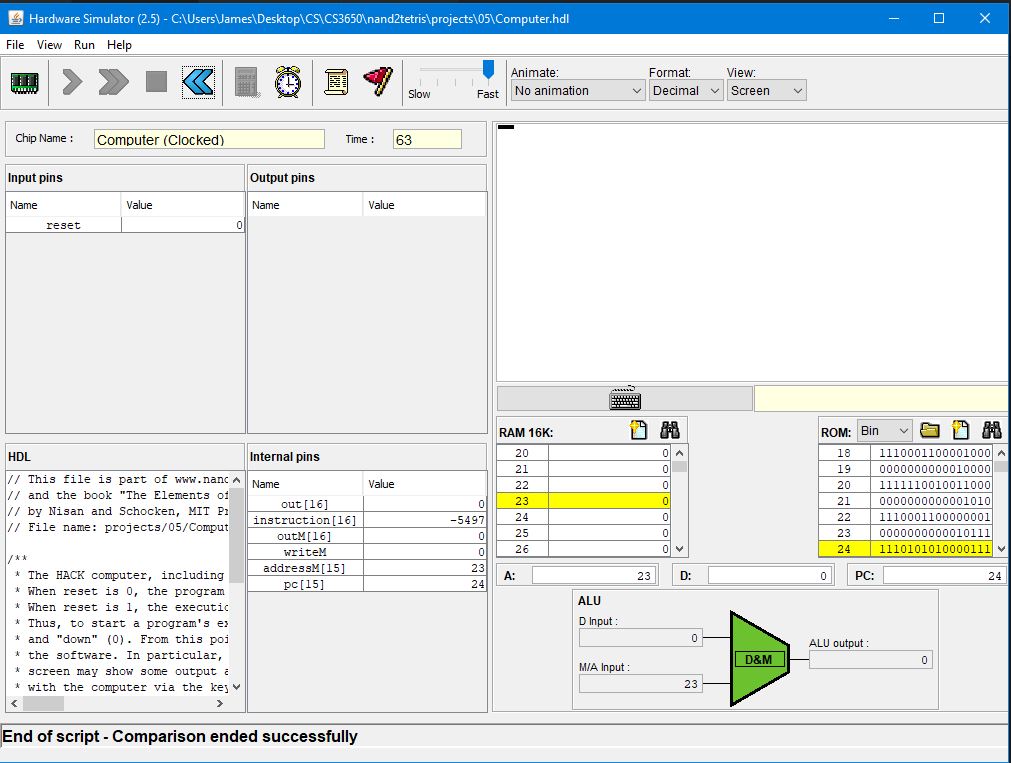 Hardware Simulator (2.5) - C:\Users\James\Desktop\CS\CS3650\nand2tetris\projects\05\Computer.hdl
File View Run Help
Slow Fast
Animate: Format: View:
No animation Decimal Screen
Chip Name : Computer (Clocked) Time : 63
Input pins
Name Value
reset 0
Output pins
Name Value
HDL
// This file is part of www.nand
// and the book "The Elements of
// by Nisan and Schocken, MIT Pr
// File name: projects/05/Comput
/**
* The HACK computer, including
* When reset is 0, the program
* When reset is 1, the executio
* Thus, to start a program's ex
* and "down" (0). From this poi
* the software. In particular,
* screen may show some output a
* with the computer via the key
Internal pins
Name Value
out[16] 0
instruction[16] -5497
outM[16] 0
writeM 0
addressM[15] 23
pc[15] 24
RAM 16K:
20 0
21 0
22 0
23 0
24 0
25 0
26 0
ROM: Bin
18 1110001100001000
19 0000000000010000
20 1111110010011000
21 0000000000001010
22 1110001100000001
23 0000000000010111
24 1110101010000111
A: 23 D: 0 PC: 24
ALU
D Input :
0
M/A Input :
23
D&M
ALU output :
0
End of script - Comparison ended successfully